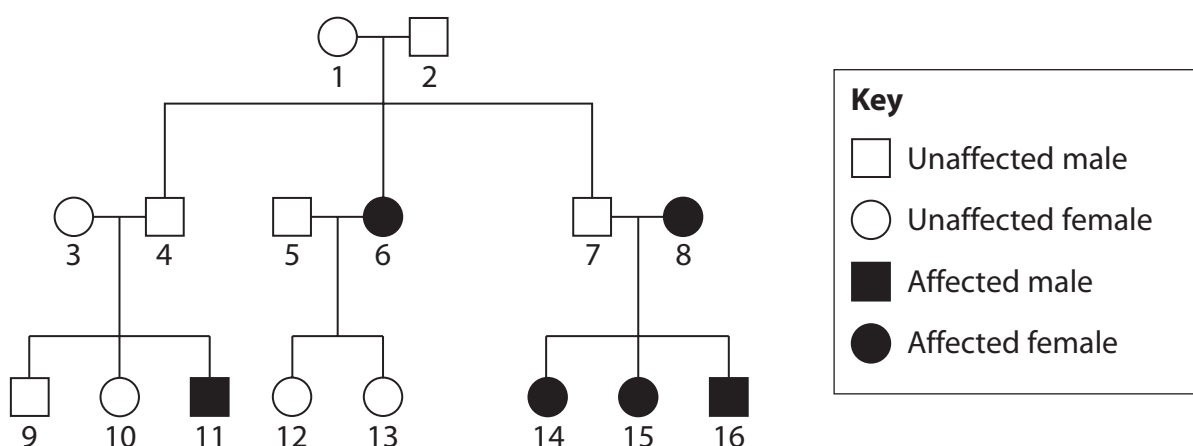 1 2
3 4 5 6 7 8
9 10 11 12 13 14 15 16
Key
Unaffected male
Unaffected female
Affected male
Affected female